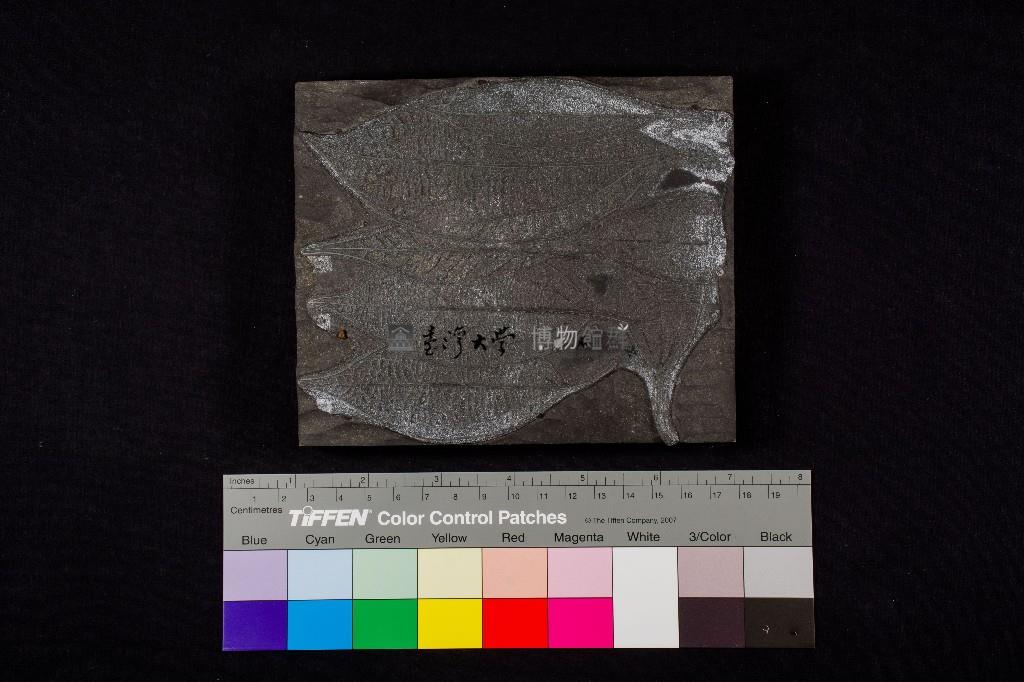 臺灣大學 博物館群
Inches 1 2 3 4 5 6 7 8
1 2 3 4 5 6 7 8 9 10 11 12 13 14 15 16 17 18 19
Centimetres
TIFFEN® Color Control Patches © The Tiffen Company, 2007
Blue Cyan Green Yellow Red Magenta White 3/Color Black